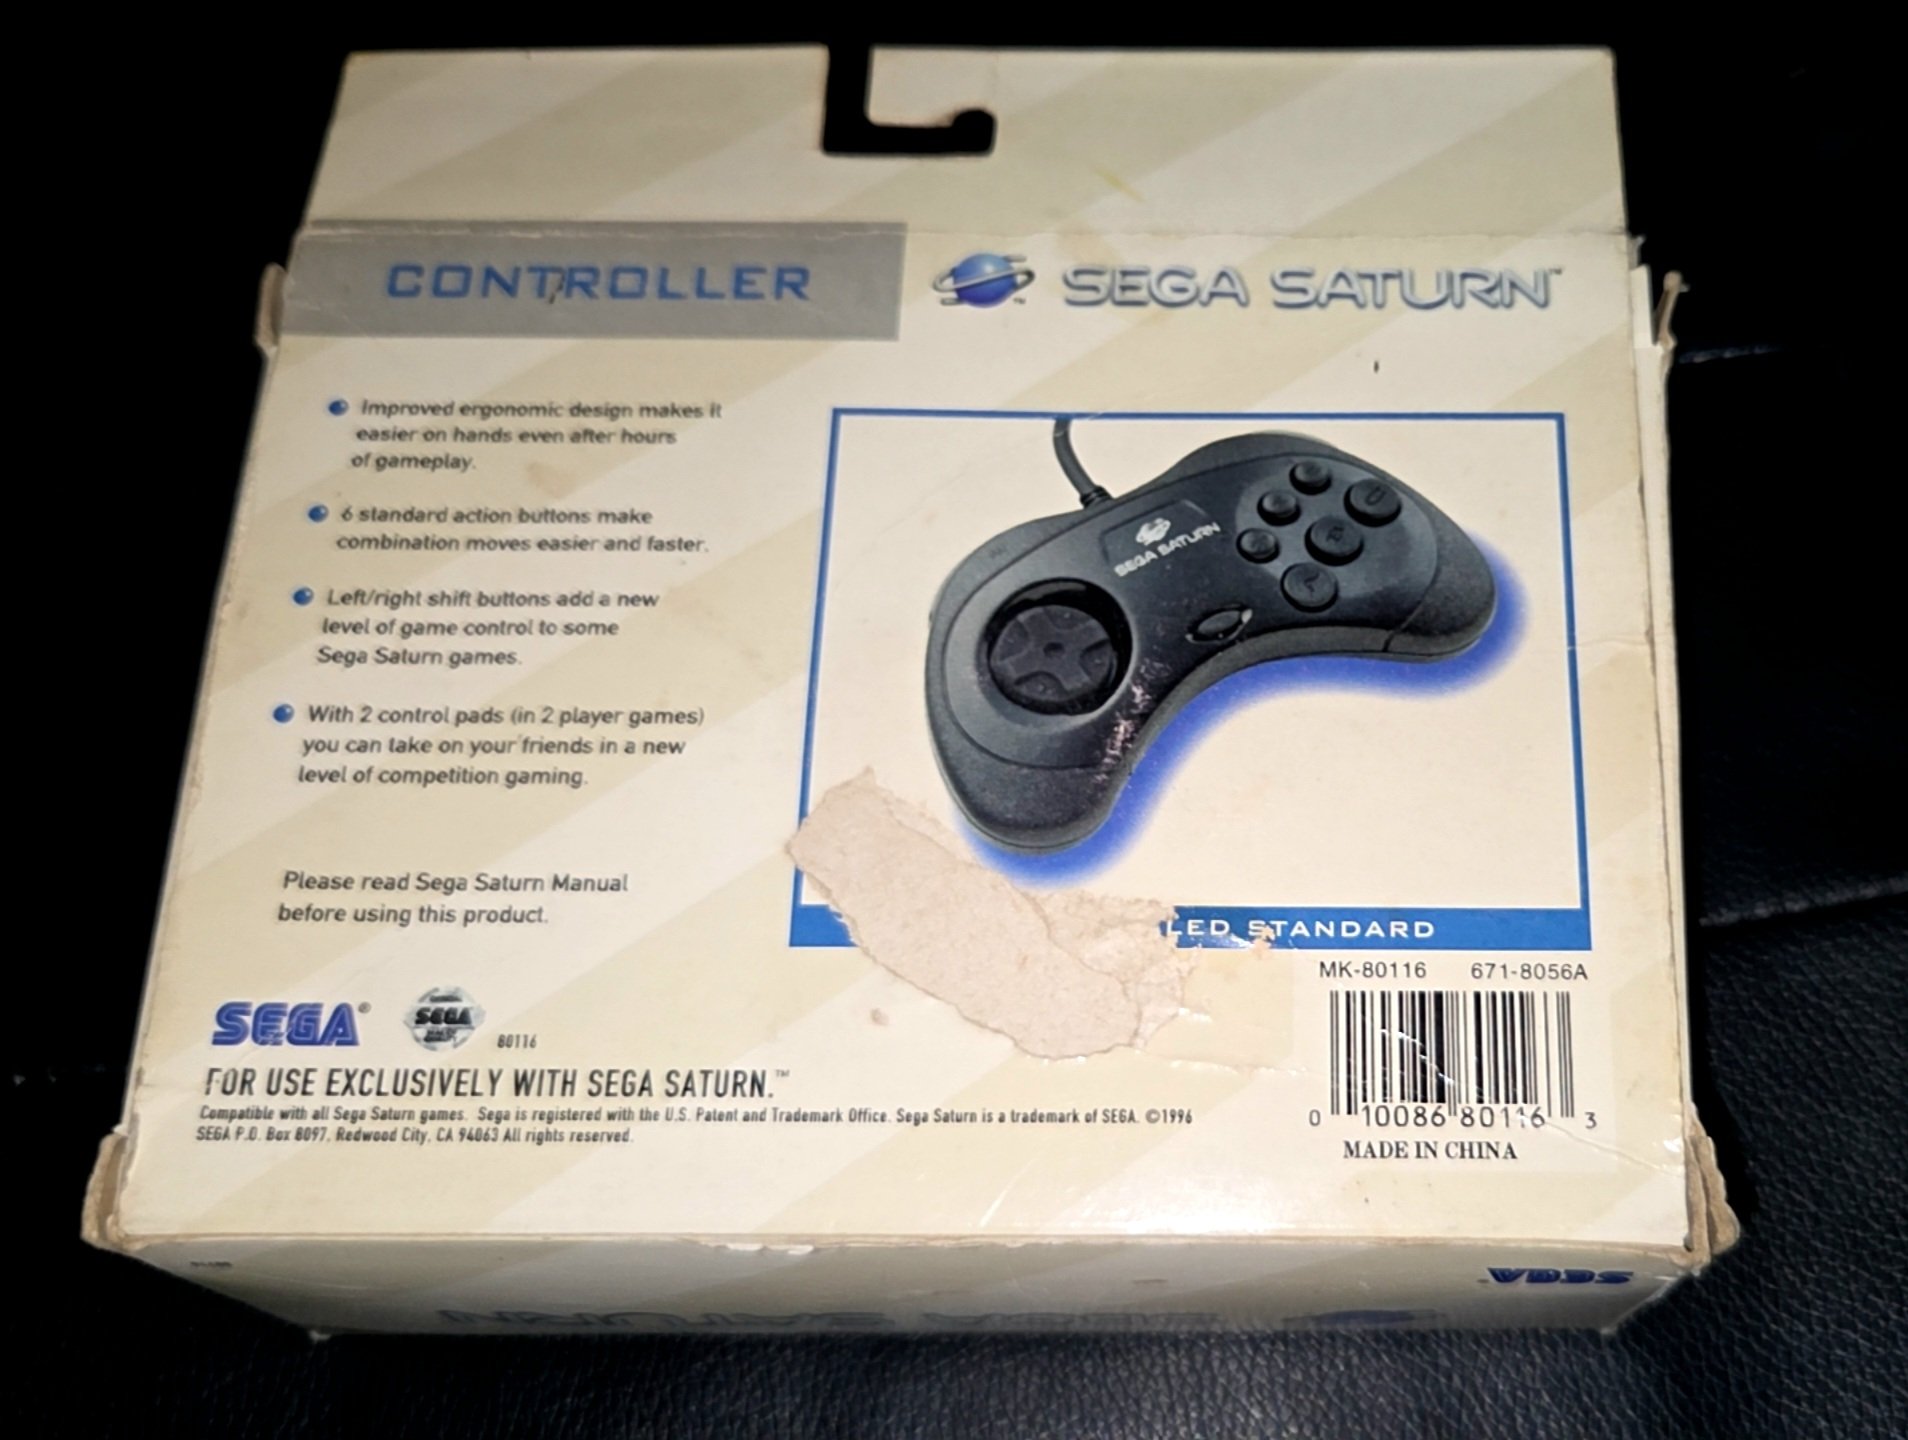 CONTROLLER
SEGA SATURN™
Improved ergonomic design makes it
easier on hands even after hours
of gameplay.
6 standard action buttons make
combination moves easier and faster.
Left/right shift buttons add a new
level of game control to some
Sega Saturn games.
With 2 control pads (in 2 player games)
you can take on your friends in a new
level of competition gaming.
Please read Sega Saturn Manual
before using this product.
SEGA SATURN
LED STANDARD
MK-80116 671-8056A
0 10086 80116 3
MADE IN CHINA
SEGA®
SEGA
80116
FOR USE EXCLUSIVELY WITH SEGA SATURN.™
Compatible with all Sega Saturn games. Sega is registered with the U.S. Patent and Trademark Office. Sega Saturn is a trademark of SEGA. ©1996
SEGA P.O. Box 8097, Redwood City, CA 94063 All rights reserved.
SEGA®
SEGA SATURN